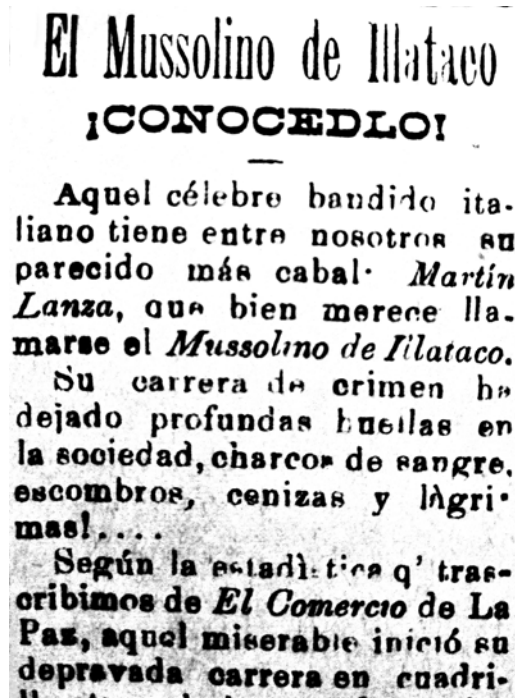 El Mussolino de Illataco
¡CONOCEDLO!
Aquel célebre bandido ita-
liano tiene entre nosotros su
parecido más cabal· Martín
Lanza, que bien merece lla-
marse el Mussolino de Illataco.
Su carrera de crimen ha
dejado profundas huellas en
la sociedad, charcos de sangre,
escombros, cenizas y lágri-
mas!....
Según la estadìstica q' tras-
cribimos de El Comercio de La
Paz, aquel miserable inició su
depravada carrera en cuadri-